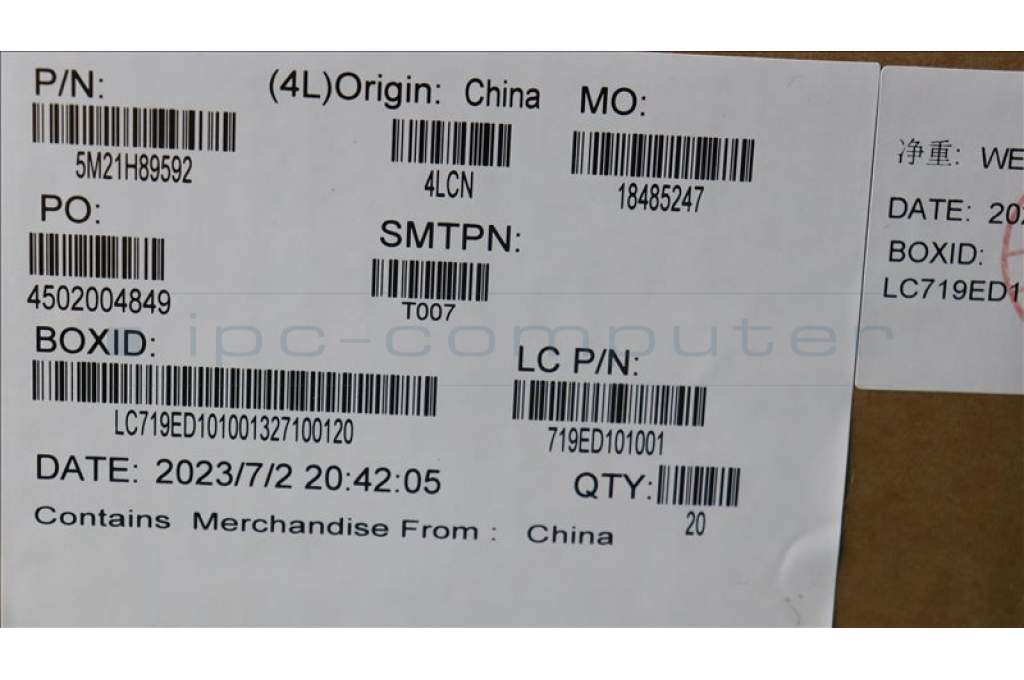 P/N:
5M21H89592
(4L)Origin: China
4LCN
MO:
18485247
PO:
4502004849
SMTPN:
T007
BOXID:
LC719ED101001327100120
LC P/N:
719ED101001
DATE: 2023/7/2 20:42:05
QTY:
20
Contains Merchandise From : China
净重: WE
DATE: 202
BOXID:
LC719ED1
ipc-computer